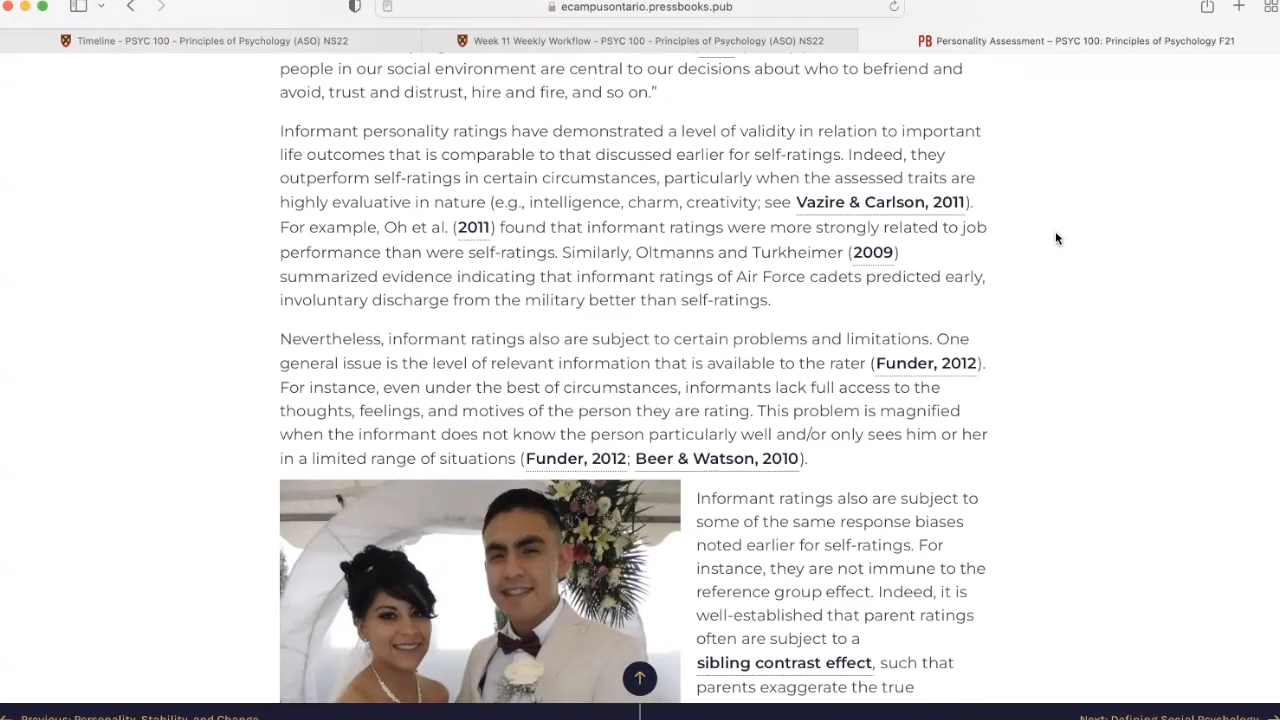 ecampusontario.pressbooks.pub
Timeline - PSYC 100 - Principles of Psychology (ASO) NS22
Week 11 Weekly Workflow - PSYC 100 - Principles of Psychology (ASO) NS22
PB Personality Assessment – PSYC 100: Principles of Psychology F21
people in our social environment are central to our decisions about who to befriend and
avoid, trust and distrust, hire and fire, and so on.”
Informant personality ratings have demonstrated a level of validity in relation to important
life outcomes that is comparable to that discussed earlier for self-ratings. Indeed, they
outperform self-ratings in certain circumstances, particularly when the assessed traits are
highly evaluative in nature (e.g., intelligence, charm, creativity; see Vazire & Carlson, 2011).
For example, Oh et al. (2011) found that informant ratings were more strongly related to job
performance than were self-ratings. Similarly, Oltmanns and Turkheimer (2009)
summarized evidence indicating that informant ratings of Air Force cadets predicted early,
involuntary discharge from the military better than self-ratings.
Nevertheless, informant ratings also are subject to certain problems and limitations. One
general issue is the level of relevant information that is available to the rater (Funder, 2012).
For instance, even under the best of circumstances, informants lack full access to the
thoughts, feelings, and motives of the person they are rating. This problem is magnified
when the informant does not know the person particularly well and/or only sees him or her
in a limited range of situations (Funder, 2012; Beer & Watson, 2010).
Informant ratings also are subject to
some of the same response biases
noted earlier for self-ratings. For
instance, they are not immune to the
reference group effect. Indeed, it is
well-established that parent ratings
often are subject to a
sibling contrast effect, such that
parents exaggerate the true
Previous: Personality, Stability, and Change
Next: Defining Social Psychology